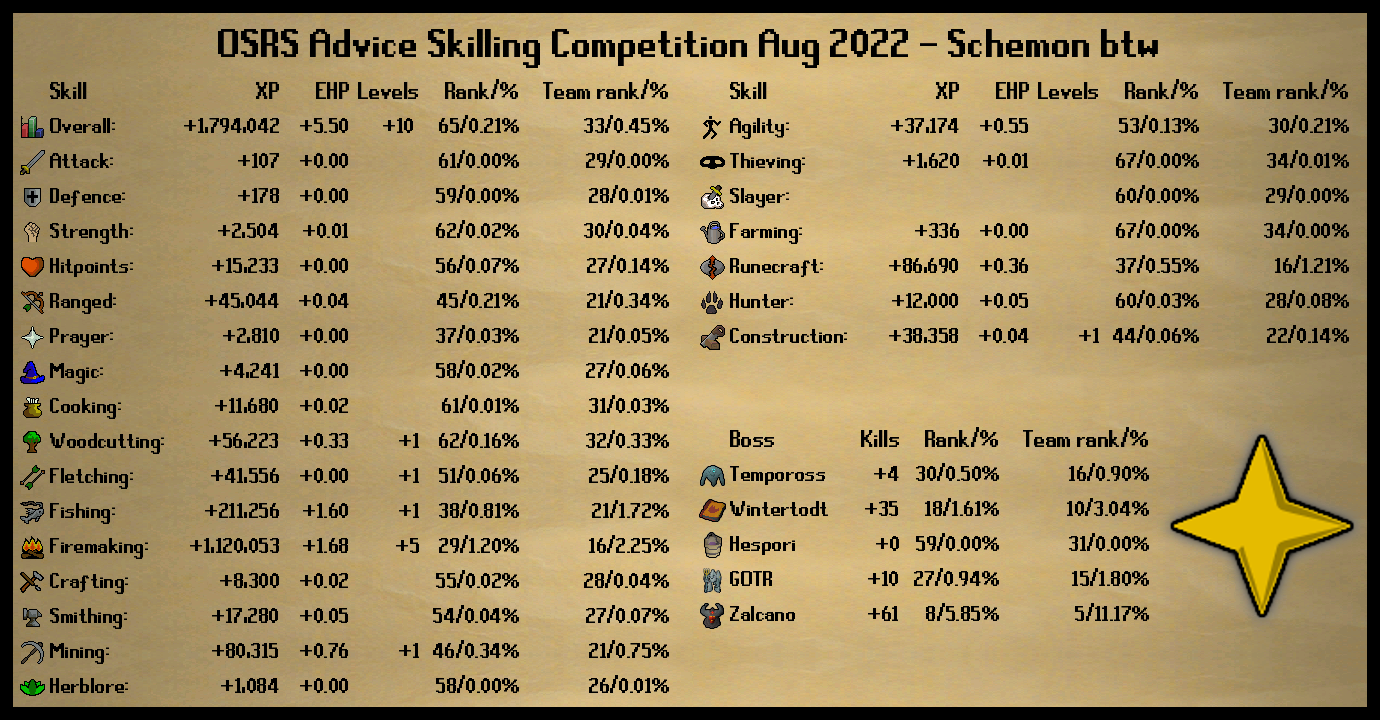 OSRS Advice Skilling Competition Aug 2022 - Schemon btw
Skill XP EHP Levels Rank/% Team rank/%
Overall: +1,794,042 +5.50 +10 65/0.21% 33/0.45%
Attack: +107 +0.00 61/0.00% 29/0.00%
Defence: +178 +0.00 59/0.00% 28/0.01%
Strength: +2,504 +0.01 62/0.02% 30/0.04%
Hitpoints: +15,233 +0.00 56/0.07% 27/0.14%
Ranged: +45,044 +0.04 45/0.21% 21/0.34%
Prayer: +2,810 +0.00 37/0.03% 21/0.05%
Magic: +4,241 +0.00 58/0.02% 27/0.06%
Cooking: +11,680 +0.02 61/0.01% 31/0.03%
Woodcutting: +56,223 +0.33 +1 62/0.16% 32/0.33%
Fletching: +41,556 +0.00 +1 51/0.06% 25/0.18%
Fishing: +211,256 +1.60 +1 38/0.81% 21/1.72%
Firemaking: +1,120,053 +1.68 +5 29/1.20% 16/2.25%
Crafting: +8,300 +0.02 55/0.02% 28/0.04%
Smithing: +17,280 +0.05 54/0.04% 27/0.07%
Mining: +80,315 +0.76 +1 46/0.34% 21/0.75%
Herblore: +1,084 +0.00 58/0.00% 26/0.01%
Skill XP EHP Levels Rank/% Team rank/%
Agility: +37,174 +0.55 53/0.13% 30/0.21%
Thieving: +1,620 +0.01 67/0.00% 34/0.01%
Slayer: 60/0.00% 29/0.00%
Farming: +336 +0.00 67/0.00% 34/0.00%
Runecraft: +86,690 +0.36 37/0.55% 16/1.21%
Hunter: +12,000 +0.05 60/0.03% 28/0.08%
Construction: +38,358 +0.04 +1 44/0.06% 22/0.14%
Boss Kills Rank/% Team rank/%
Tempoross +4 30/0.50% 16/0.90%
Wintertodt +35 18/1.61% 10/3.04%
Hespori +0 59/0.00% 31/0.00%
GOTR +10 27/0.94% 15/1.80%
Zalcano +61 8/5.85% 5/11.17%